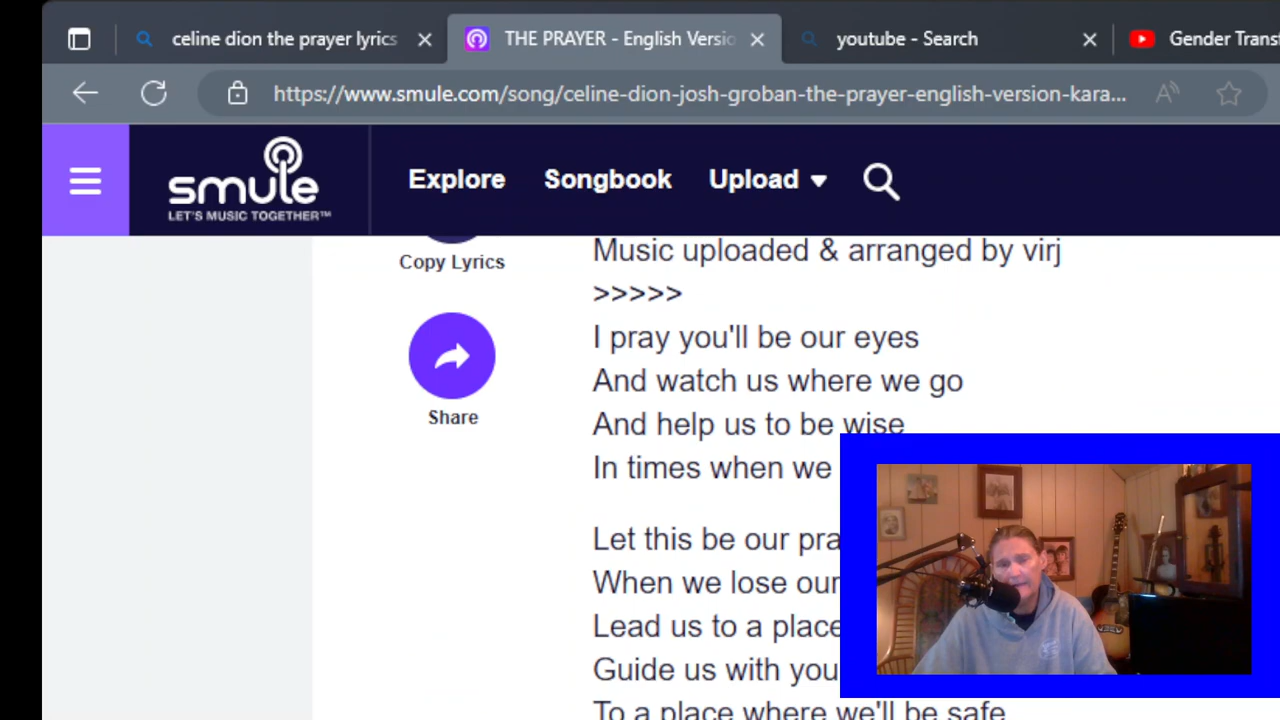 celine dion the prayer lyrics
THE PRAYER - English Versio
youtube - Search
Gender Transf
https://www.smule.com/song/celine-dion-josh-groban-the-prayer-english-version-kara...
smule
LET'S MUSIC TOGETHER™
Explore
Songbook
Upload
Copy Lyrics
Share
Music uploaded & arranged by virj
>>>>>
I pray you'll be our eyes
And watch us where we go
And help us to be wise
In times when we
Let this be our pra
When we lose our
Lead us to a place
Guide us with you
To a place where we'll be safe